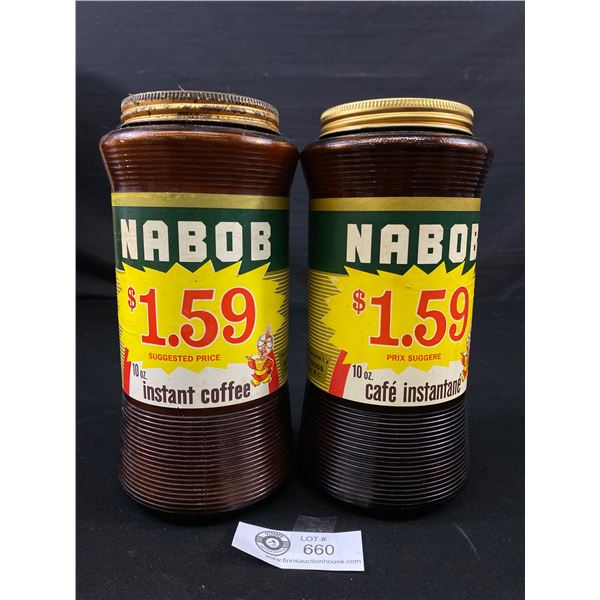 NABOB
$1.59
SUGGESTED PRICE
10 oz.
instant coffee
NABOB
$1.59
PRIX SUGGERE
10 oz.
café instantané
LOT #
660
www.finnsauctionhouse.com